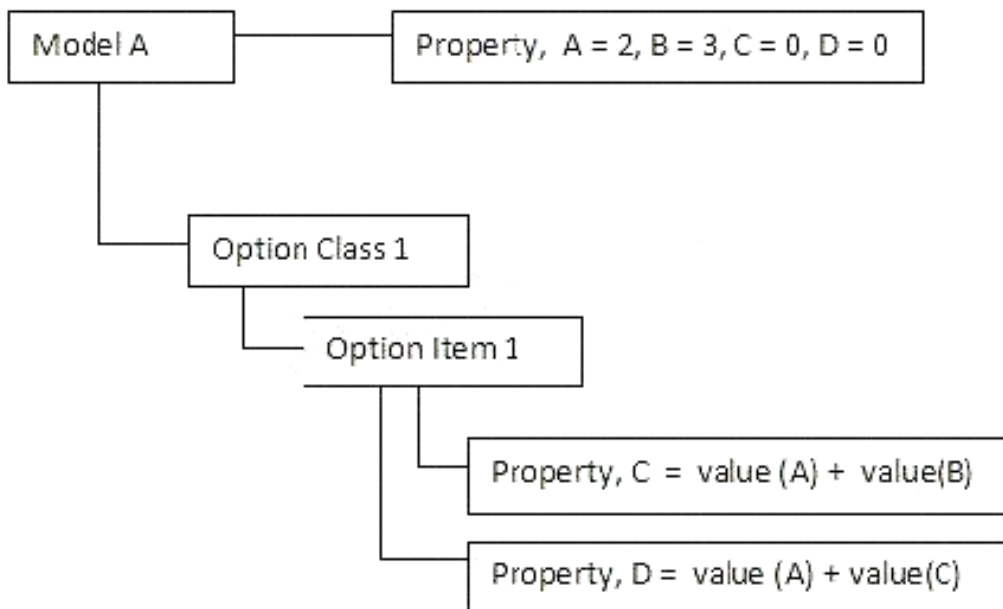 Model A
Property, A = 2, B = 3, C = 0, D = 0
Option Class 1
Option Item 1
Property, C = value (A) + value(B)
Property, D = value (A) + value(C)